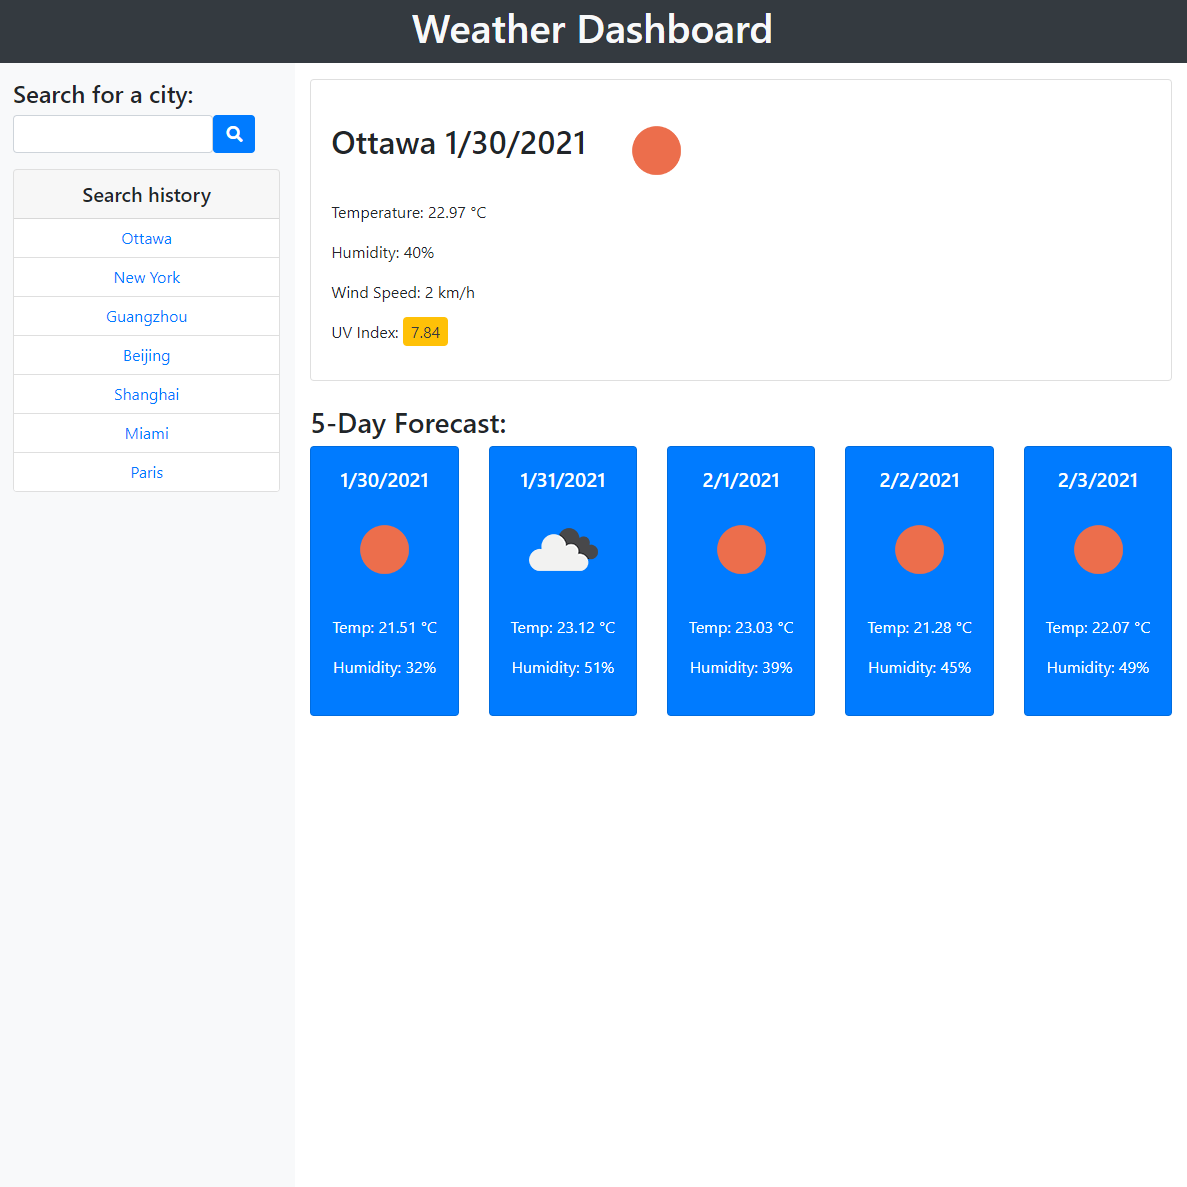 Weather Dashboard
Search for a city:
Search history
Ottawa
New York
Guangzhou
Beijing
Shanghai
Miami
Paris
Ottawa 1/30/2021
Temperature: 22.97 °C
Humidity: 40%
Wind Speed: 2 km/h
UV Index: 7.84
5-Day Forecast:
1/30/2021
Temp: 21.51 °C
Humidity: 32%
1/31/2021
Temp: 23.12 °C
Humidity: 51%
2/1/2021
Temp: 23.03 °C
Humidity: 39%
2/2/2021
Temp: 21.28 °C
Humidity: 45%
2/3/2021
Temp: 22.07 °C
Humidity: 49%